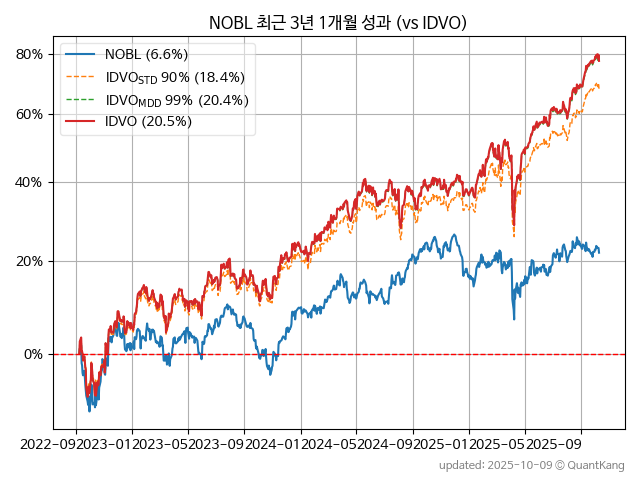 NOBL 최근 3년 1개월 성과 (vs IDVO)
NOBL (6.6%)
IDVO_STD 90% (18.4%)
IDVO_MDD 99% (20.4%)
IDVO (20.5%)
80%
60%
40%
20%
0%
2022-09 2023-01 2023-05 2023-09 2024-01 2024-05 2024-09 2025-01 2025-05 2025-09
updated: 2025-10-09 © QuantKang